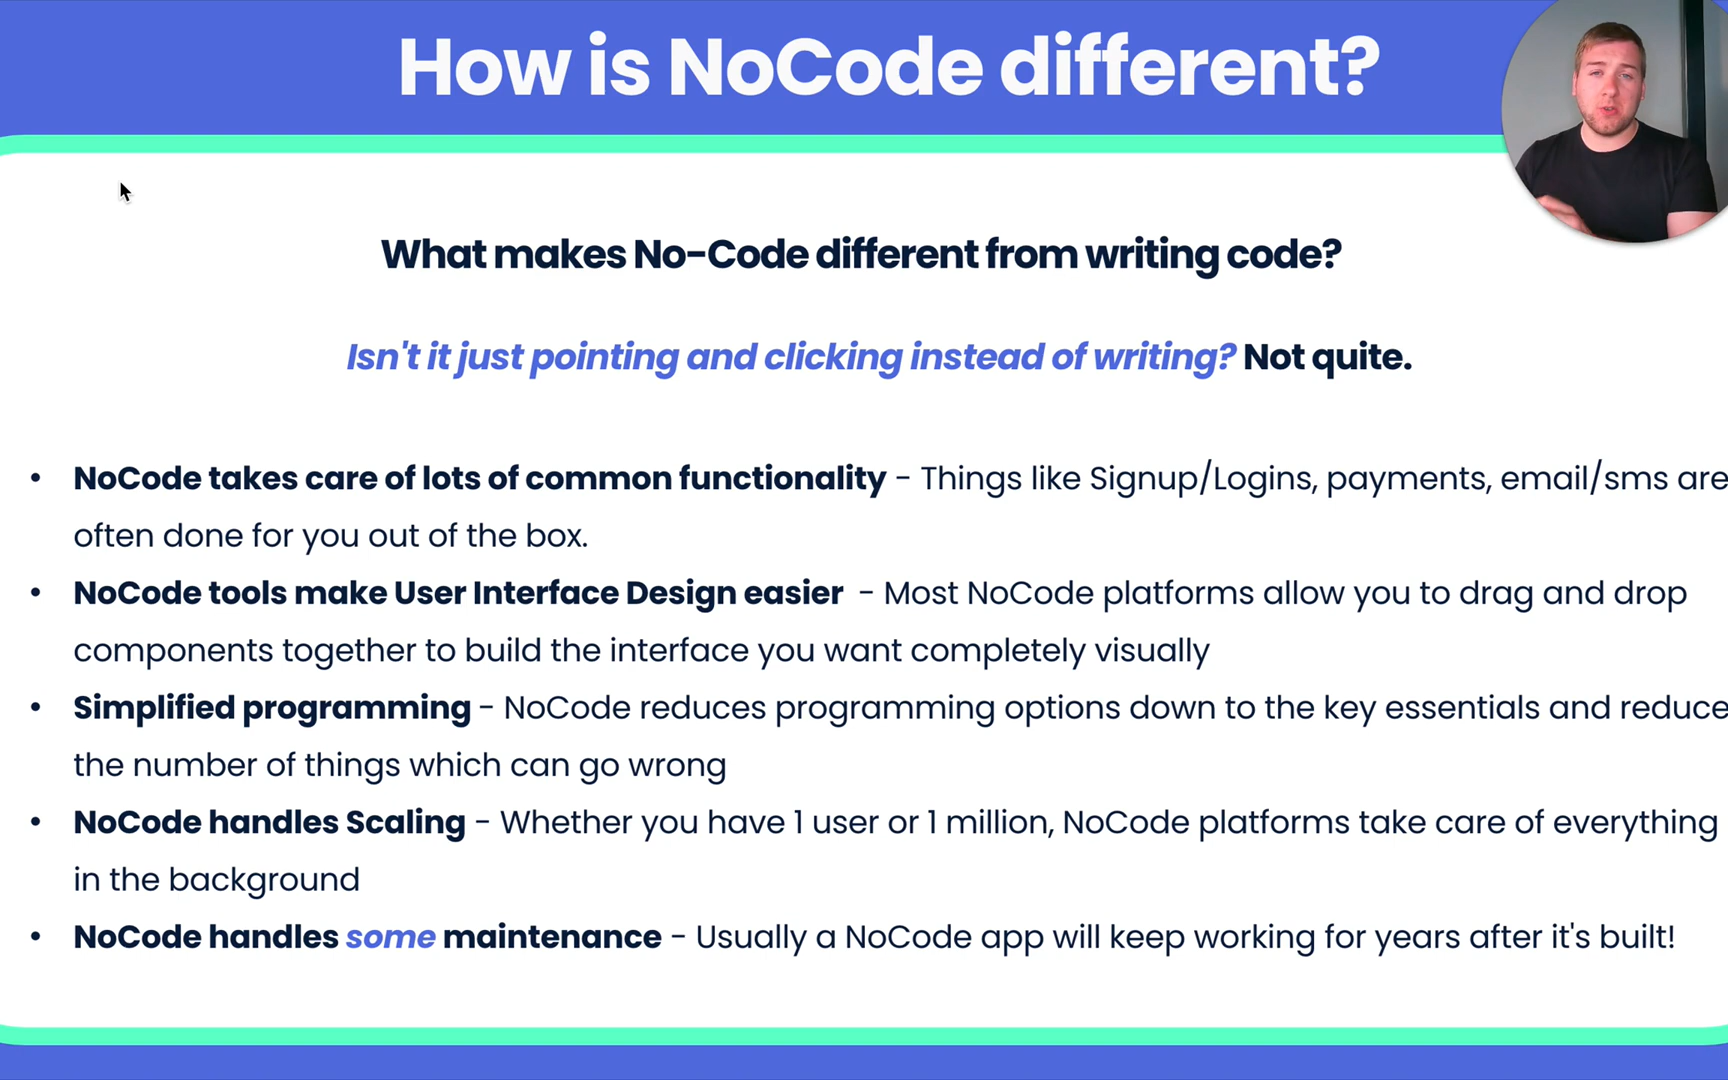 How is NoCode different?
What makes No-Code different from writing code?
Isn't it just pointing and clicking instead of writing? Not quite.
• NoCode takes care of lots of common functionality - Things like Signup/Logins, payments, email/sms are
often done for you out of the box.
• NoCode tools make User Interface Design easier - Most NoCode platforms allow you to drag and drop
components together to build the interface you want completely visually
• Simplified programming - NoCode reduces programming options down to the key essentials and reduce
the number of things which can go wrong
• NoCode handles Scaling - Whether you have 1 user or 1 million, NoCode platforms take care of everything
in the background
• NoCode handles some maintenance - Usually a NoCode app will keep working for years after it's built!